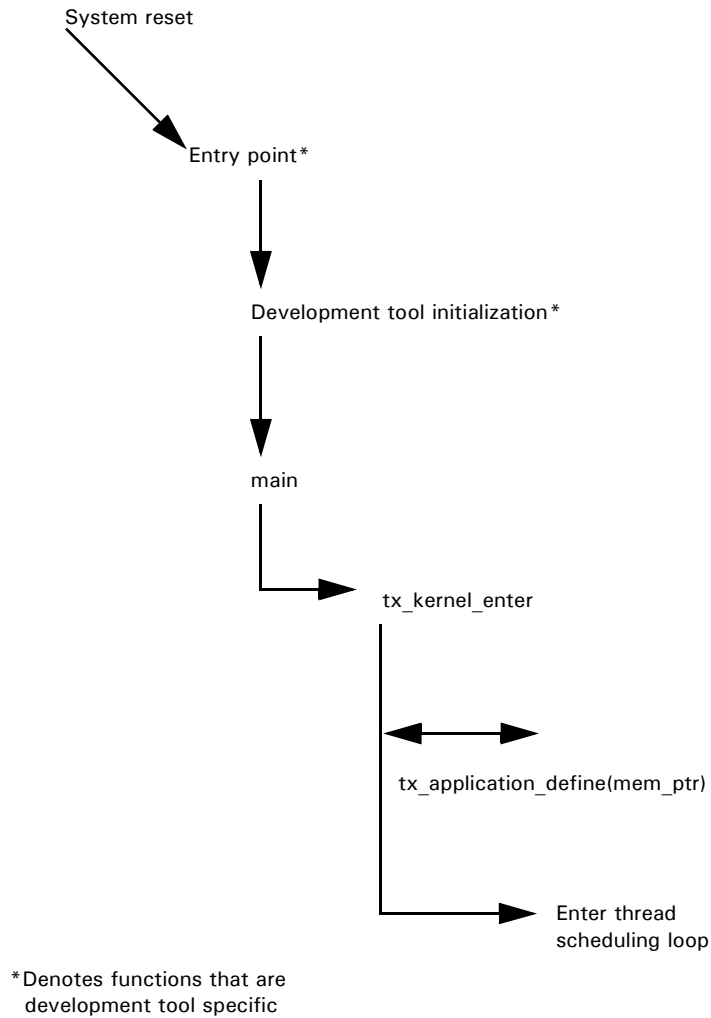 System reset
Entry point*
Development tool initialization*
main
tx_kernel_enter
tx_application_define(mem_ptr)
Enter thread
scheduling loop
*Denotes functions that are
development tool specific